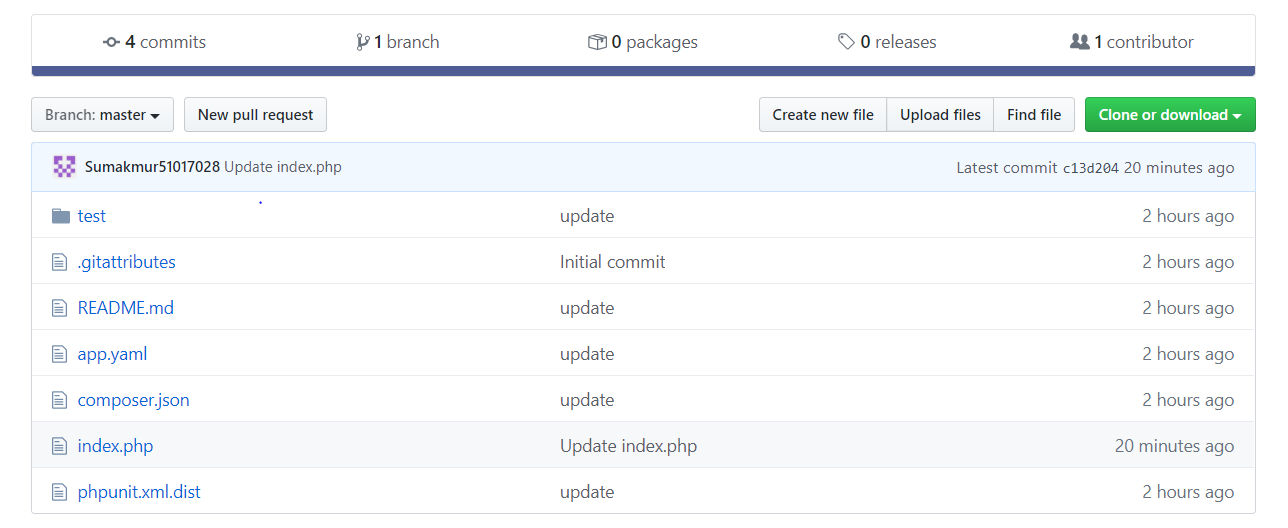 4 commits 1 branch 0 packages 0 releases 1 contributor
Branch: master New pull request Create new file Upload files Find file Clone or download
Sumakmur51017028 Update index.php Latest commit c13d204 20 minutes ago
test update 2 hours ago
.gitattributes Initial commit 2 hours ago
README.md update 2 hours ago
app.yaml update 2 hours ago
composer.json update 2 hours ago
index.php Update index.php 20 minutes ago
phpunit.xml.dist update 2 hours ago